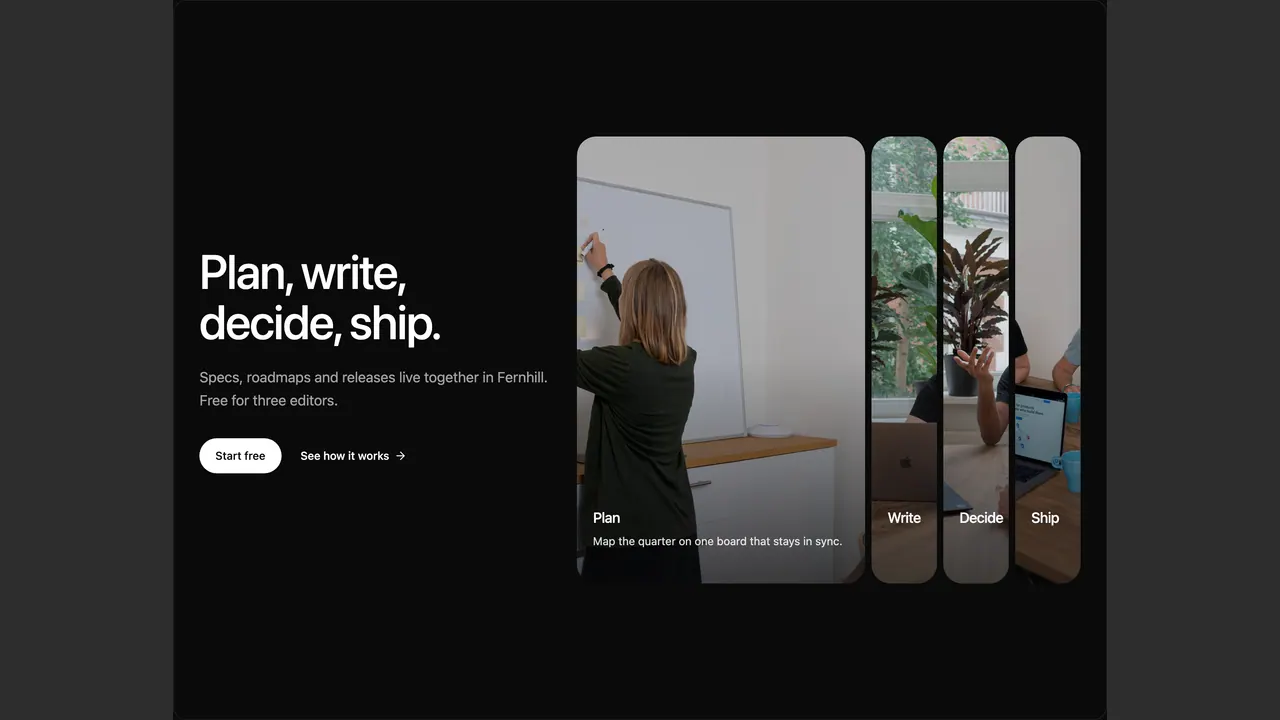 Plan, write,
decide, ship.
Specs, roadmaps and releases live together in Fernhill.
Free for three editors.
Start free
See how it works →
Plan
Map the quarter on one board that stays in sync.
Write
Decide
Ship